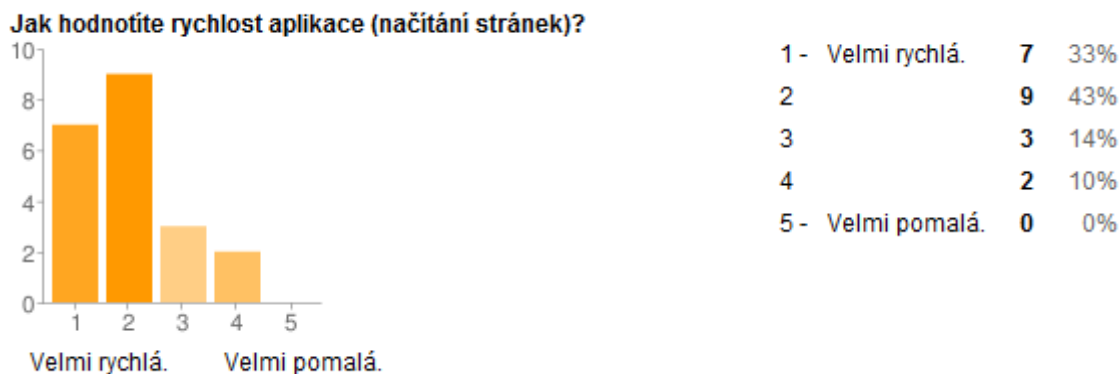 Jak hodnotíte rychlost aplikace (načítání stránek)?
10
8
6
4
2
0
1 2 3 4 5
Velmi rychlá. Velmi pomalá.
1 - Velmi rychlá. 7 33%
2 9 43%
3 3 14%
4 2 10%
5 - Velmi pomalá. 0 0%